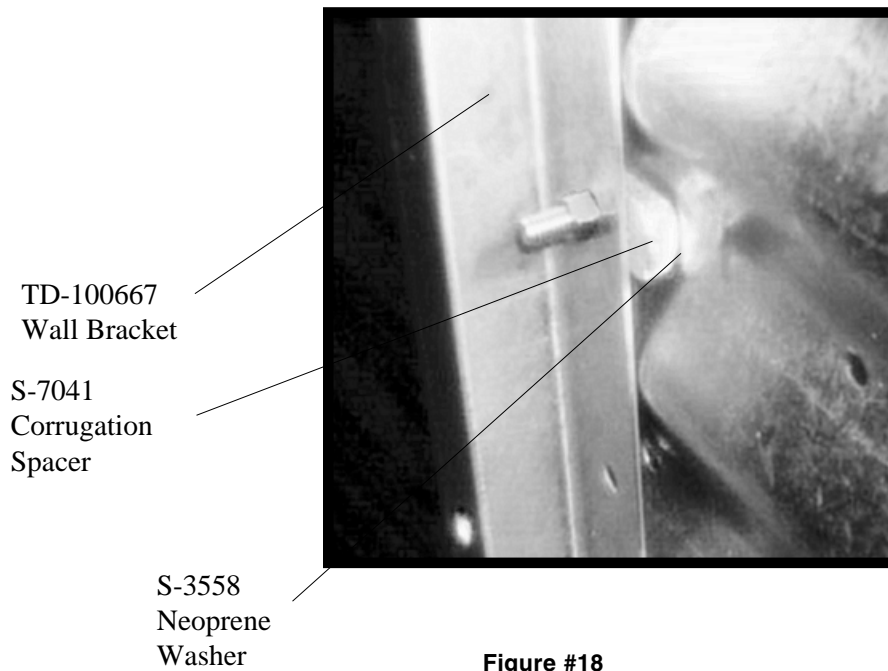 TD-100667
Wall Bracket
S-7041
Corrugation
Spacer
S-3558
Neoprene
Washer
Figure #18